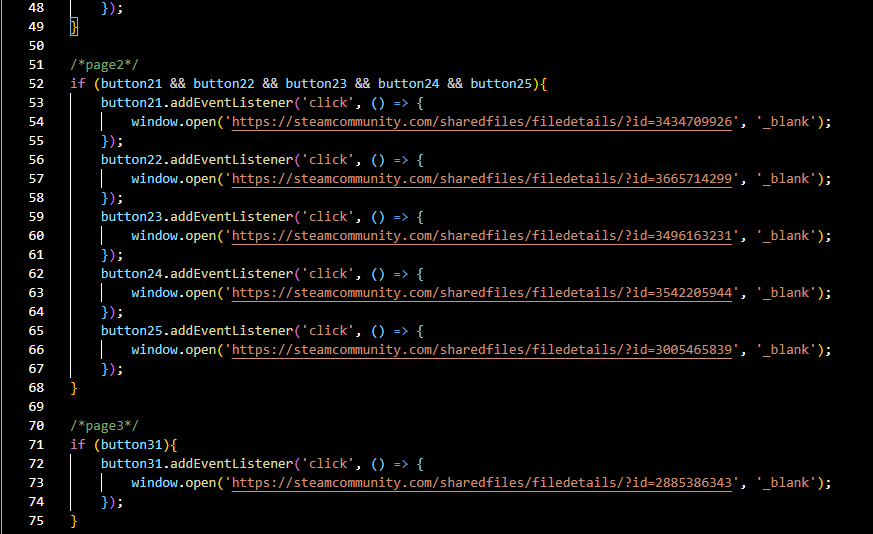 48 });
49 }
50
51 /*page2*/
52 if (button21 && button22 && button23 && button24 && button25){
53 button21.addEventListener('click', () => {
54 window.open('https://steamcommunity.com/sharedfiles/filedetails/?id=3434709926', '_blank');
55 });
56 button22.addEventListener('click', () => {
57 window.open('https://steamcommunity.com/sharedfiles/filedetails/?id=3665714299', '_blank');
58 });
59 button23.addEventListener('click', () => {
60 window.open('https://steamcommunity.com/sharedfiles/filedetails/?id=3496163231', '_blank');
61 });
62 button24.addEventListener('click', () => {
63 window.open('https://steamcommunity.com/sharedfiles/filedetails/?id=3542205944', '_blank');
64 });
65 button25.addEventListener('click', () => {
66 window.open('https://steamcommunity.com/sharedfiles/filedetails/?id=3005465839', '_blank');
67 });
68 }
69
70 /*page3*/
71 if (button31){
72 button31.addEventListener('click', () => {
73 window.open('https://steamcommunity.com/sharedfiles/filedetails/?id=2885386343', '_blank');
74 });
75 }